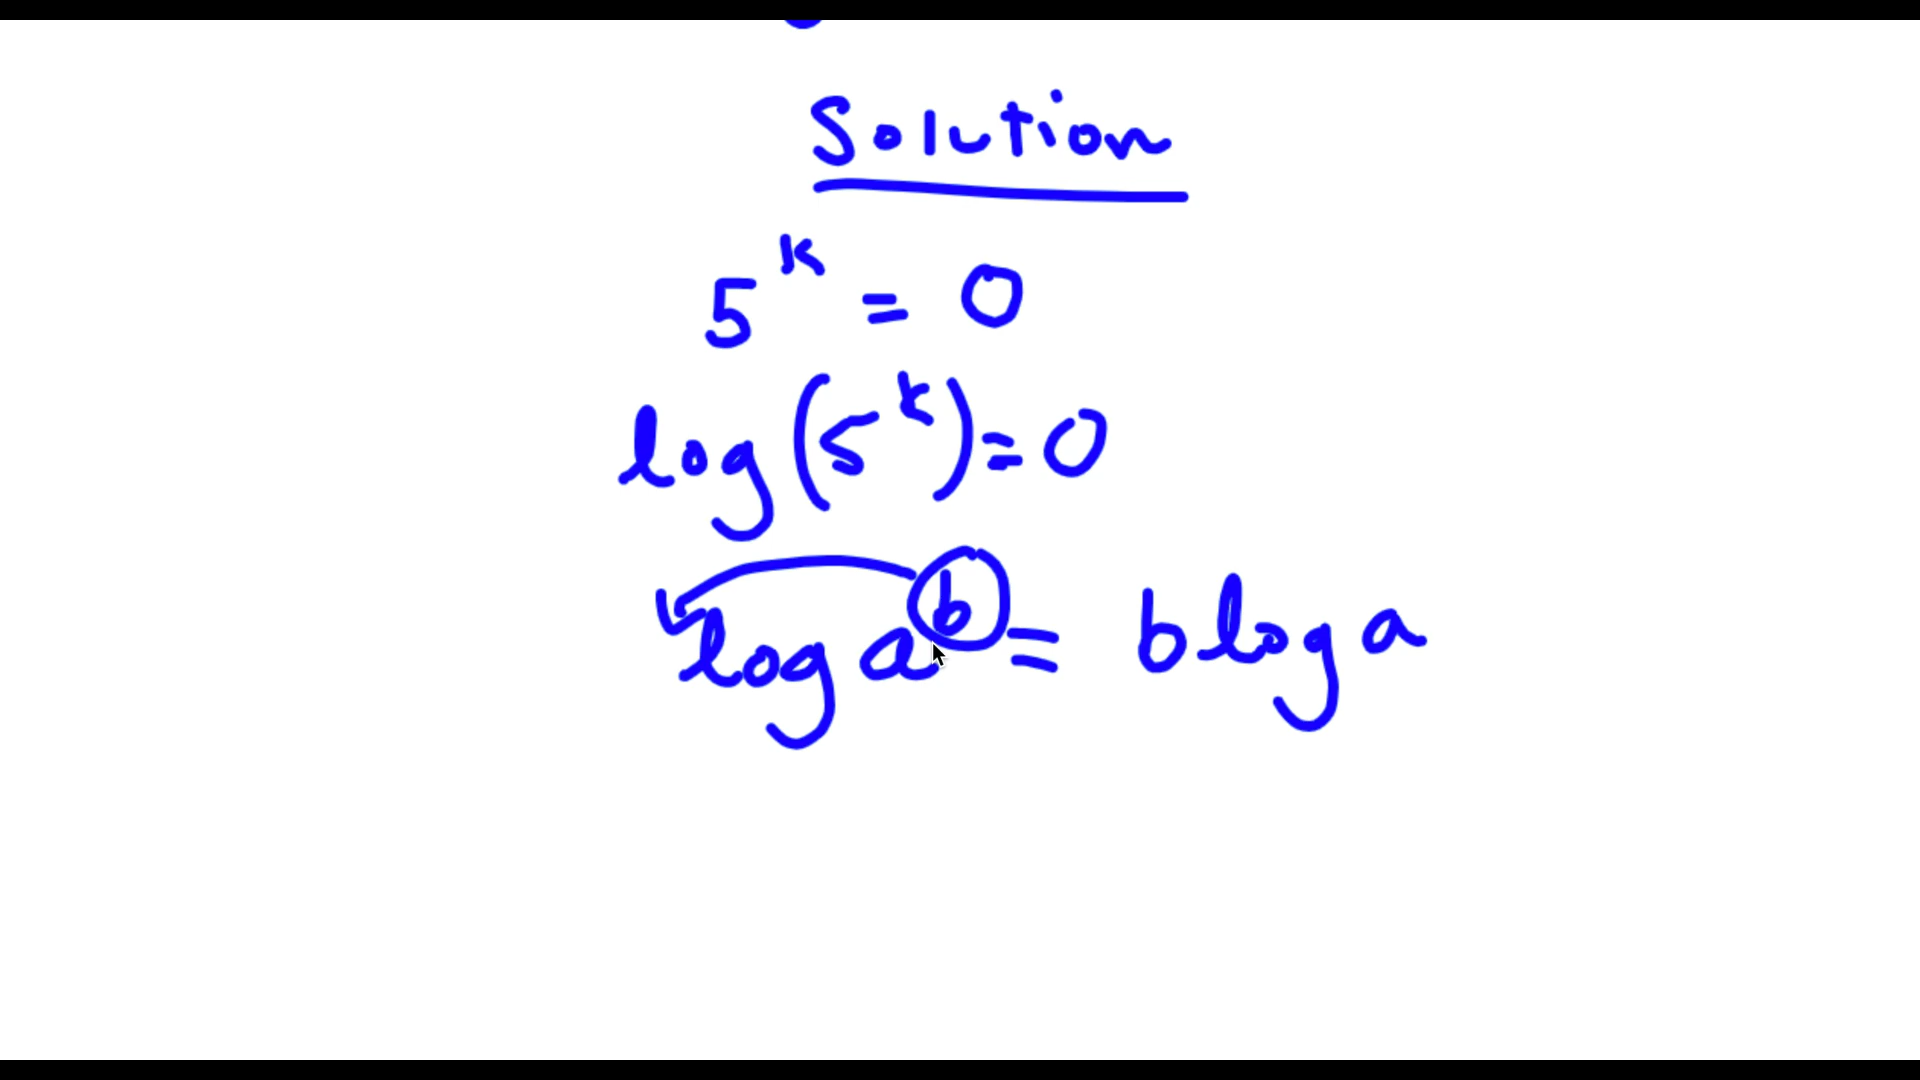 Solution
5^k = 0
log(5^k) = 0
log a^b = b log a